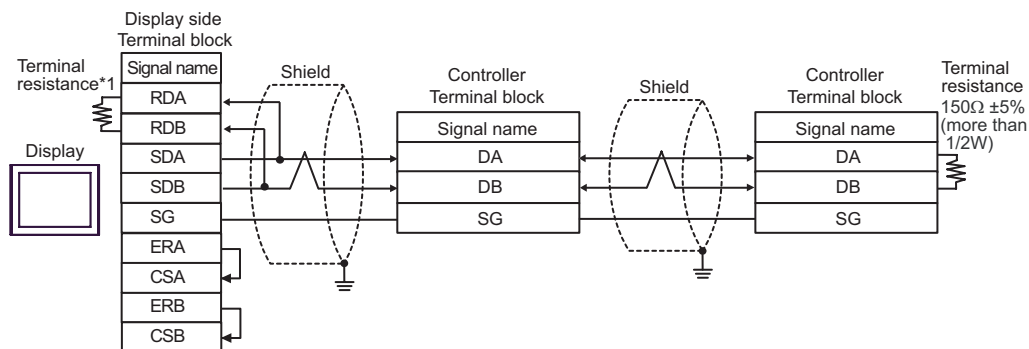 Display side
Terminal block
Signal name
RDA
RDB
SDA
SDB
SG
ERA
CSA
ERB
CSB
Terminal
resistance*1
Display
Shield
Controller
Terminal block
Signal name
DA
DB
SG
Shield
Controller
Terminal block
Signal name
DA
DB
SG
Terminal
resistance
150Ω ±5%
(more than
1/2W)